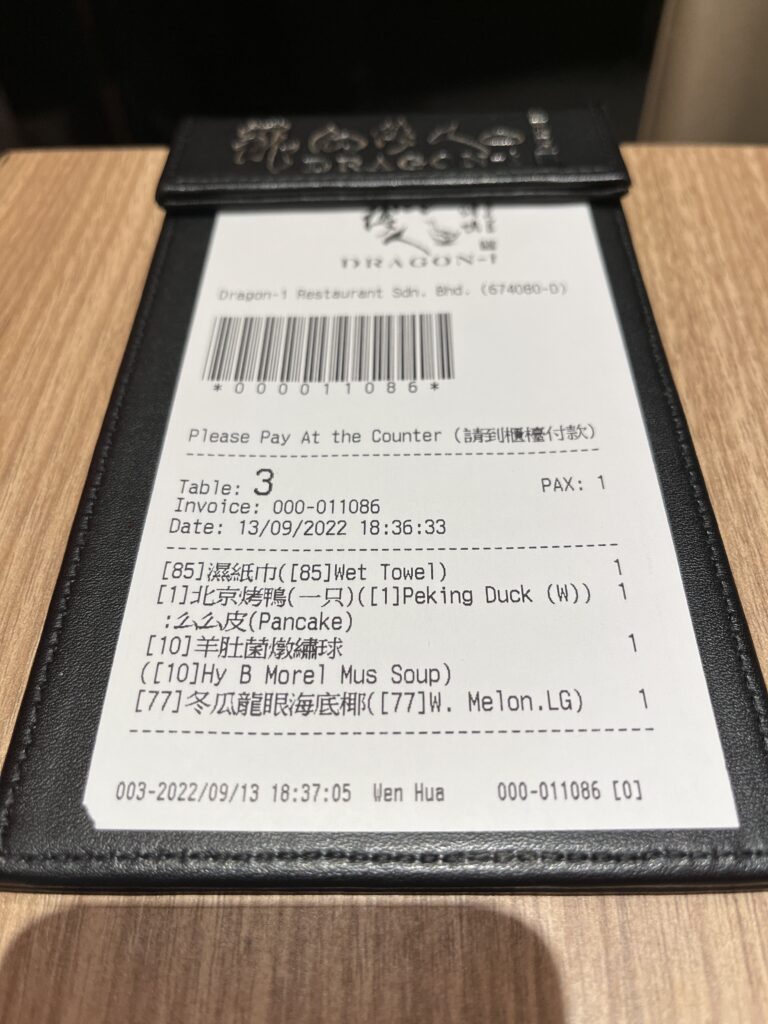 DRAGON-i
DRAGON-i
Dragon-i Restaurant Sdn. Bhd. (674080-D)
*000011086*
Please Pay At the Counter (請到櫃檯付款)
Table: 3 PAX: 1
Invoice: 000-011086
Date: 13/09/2022 18:36:33
[85]濕紙巾([85]Wet Towel) 1
[1]北京烤鴨(一只)([1]Peking Duck (W)) 1
:么么皮(Pancake)
[10]羊肚菌燉繡球 1
([10]Hy B Morel Mus Soup)
[77]冬瓜龍眼海底椰([77]W. Melon.LG) 1
003-2022/09/13 18:37:05 Wen Hua 000-011086 [0]